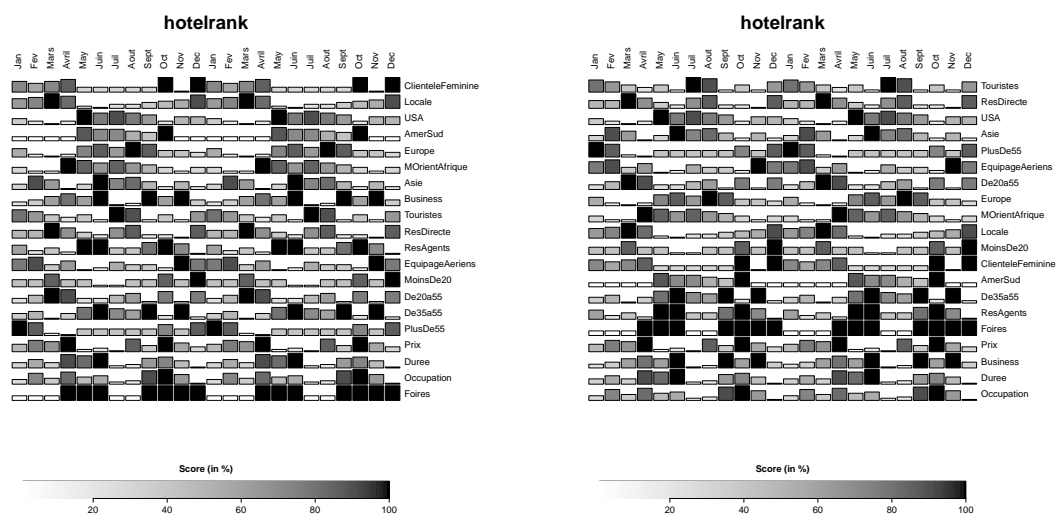 hotelrank
Jan Fev Mars Avril May Juin Juil Aout Sept Oct Nov Dec Jan Fev Mars Avril May Juin Juil Aout Sept Oct Nov Dec
ClienteleFeminine
Locale
USA
AmerSud
Europe
MOrientAfrique
Asie
Business
Touristes
ResDirecte
ResAgents
EquipageAeriens
MoinsDe20
De20a55
De35a55
PlusDe55
Prix
Duree
Occupation
Foires
Score (in %)
20 40 60 80 100
hotelrank
Jan Fev Mars Avril May Juin Juil Aout Sept Oct Nov Dec Jan Fev Mars Avril May Juin Juil Aout Sept Oct Nov Dec
Touristes
ResDirecte
USA
Asie
PlusDe55
EquipageAeriens
De20a55
Europe
MOrientAfrique
Locale
MoinsDe20
ClienteleFeminine
AmerSud
De35a55
ResAgents
Foires
Prix
Business
Duree
Occupation
Score (in %)
20 40 60 80 100